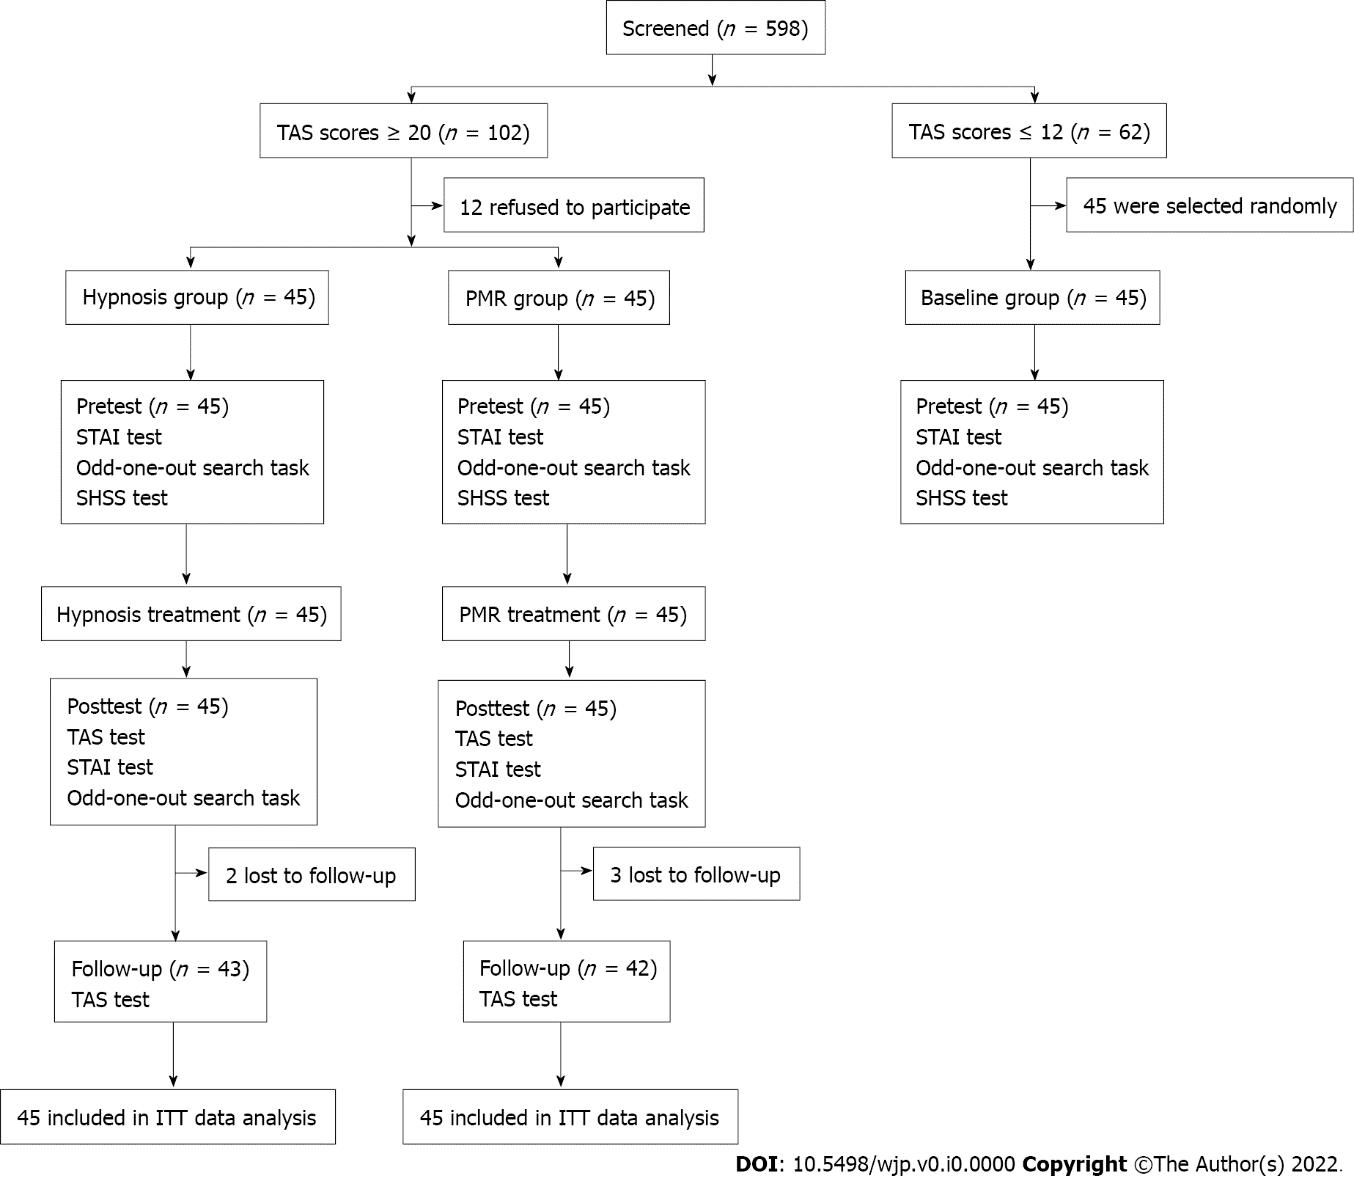 Screened (n = 598)
TAS scores ≥ 20 (n = 102)
TAS scores ≤ 12 (n = 62)
12 refused to participate
45 were selected randomly
Hypnosis group (n = 45)
PMR group (n = 45)
Baseline group (n = 45)
Pretest (n = 45)
STAI test
Odd-one-out search task
SHSS test
Pretest (n = 45)
STAI test
Odd-one-out search task
SHSS test
Pretest (n = 45)
STAI test
Odd-one-out search task
SHSS test
Hypnosis treatment (n = 45)
PMR treatment (n = 45)
Posttest (n = 45)
TAS test
STAI test
Odd-one-out search task
Posttest (n = 45)
TAS test
STAI test
Odd-one-out search task
2 lost to follow-up
3 lost to follow-up
Follow-up (n = 43)
TAS test
Follow-up (n = 42)
TAS test
45 included in ITT data analysis
45 included in ITT data analysis
DOI: 10.5498/wjp.v0.i0.0000 Copyright ©The Author(s) 2022.